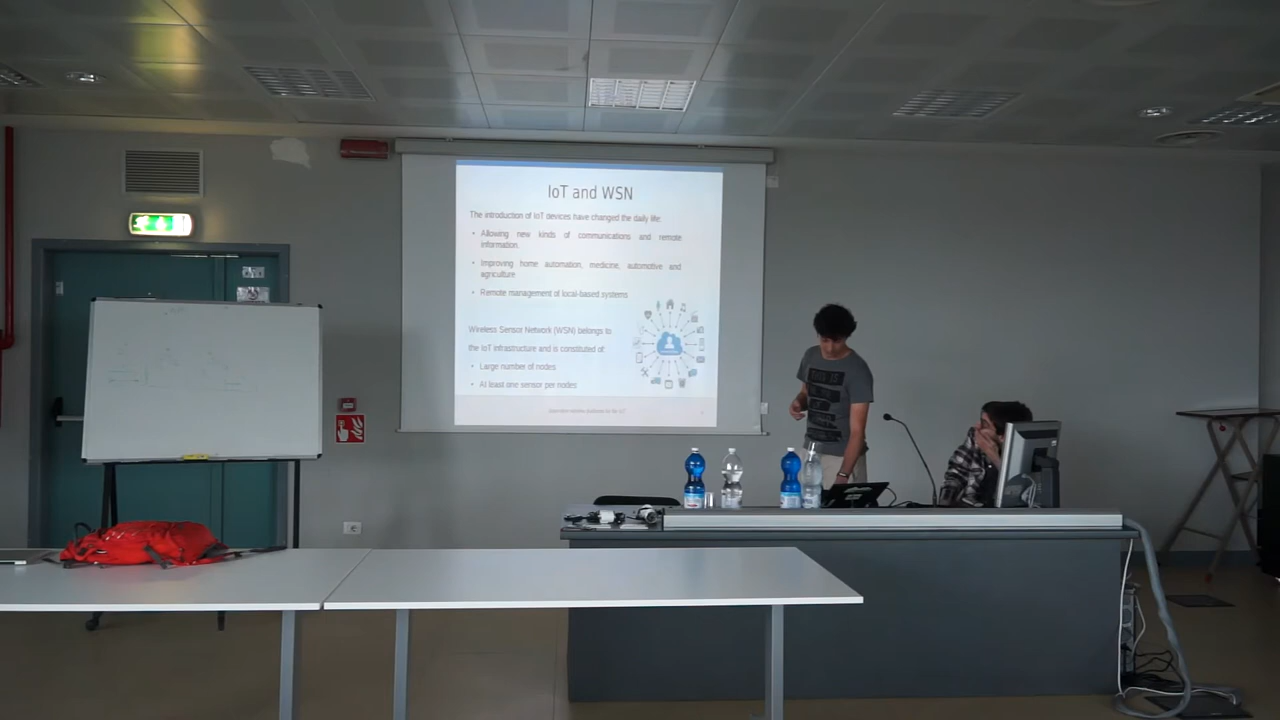 IoT and WSN
The introduction of IoT devices have changed the daily life:
• Allowing new kinds of communications and remote
information.
• Improving home automation, medicine, automotive and
agriculture
• Remote management of local-based systems
Wireless Sensor Network (WSN) belongs to
the IoT infrastructure and is constituted of
• Large number of nodes
• At least one sensor per nodes